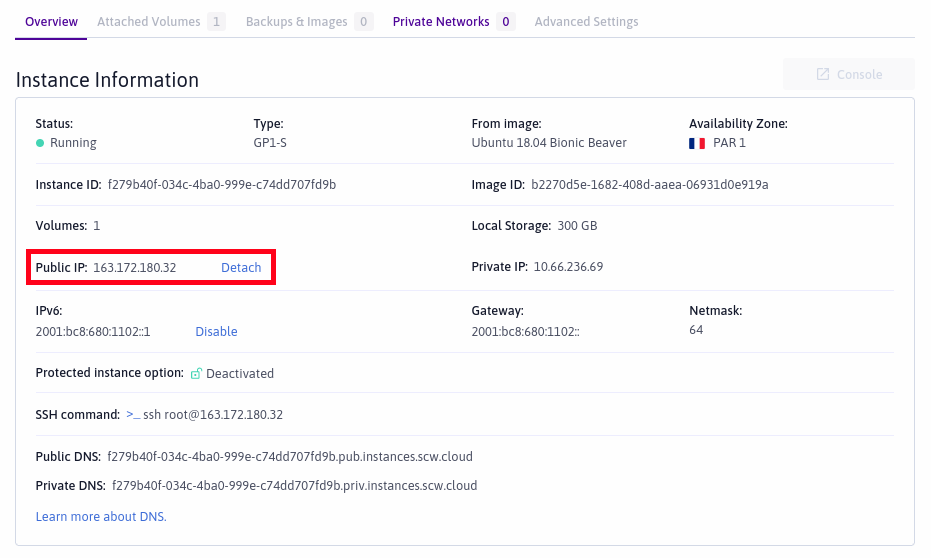 Overview Attached Volumes 1 Backups & Images 0 Private Networks 0 Advanced Settings
Instance Information Console
Status: Type: From image: Availability Zone:
Running GP1-S Ubuntu 18.04 Bionic Beaver PAR 1
Instance ID: f279b40f-034c-4ba0-999e-c74dd707fd9b Image ID: b2270d5e-1682-408d-aaea-06931d0e919a
Volumes: 1 Local Storage: 300 GB
Public IP: 163.172.180.32 Detach Private IP: 10.66.236.69
IPv6: Gateway: Netmask:
2001:bc8:680:1102::1 Disable 2001:bc8:680:1102:: 64
Protected instance option: Deactivated
SSH command: >_ ssh root@163.172.180.32
Public DNS: f279b40f-034c-4ba0-999e-c74dd707fd9b.pub.instances.scw.cloud
Private DNS: f279b40f-034c-4ba0-999e-c74dd707fd9b.priv.instances.scw.cloud
Learn more about DNS.